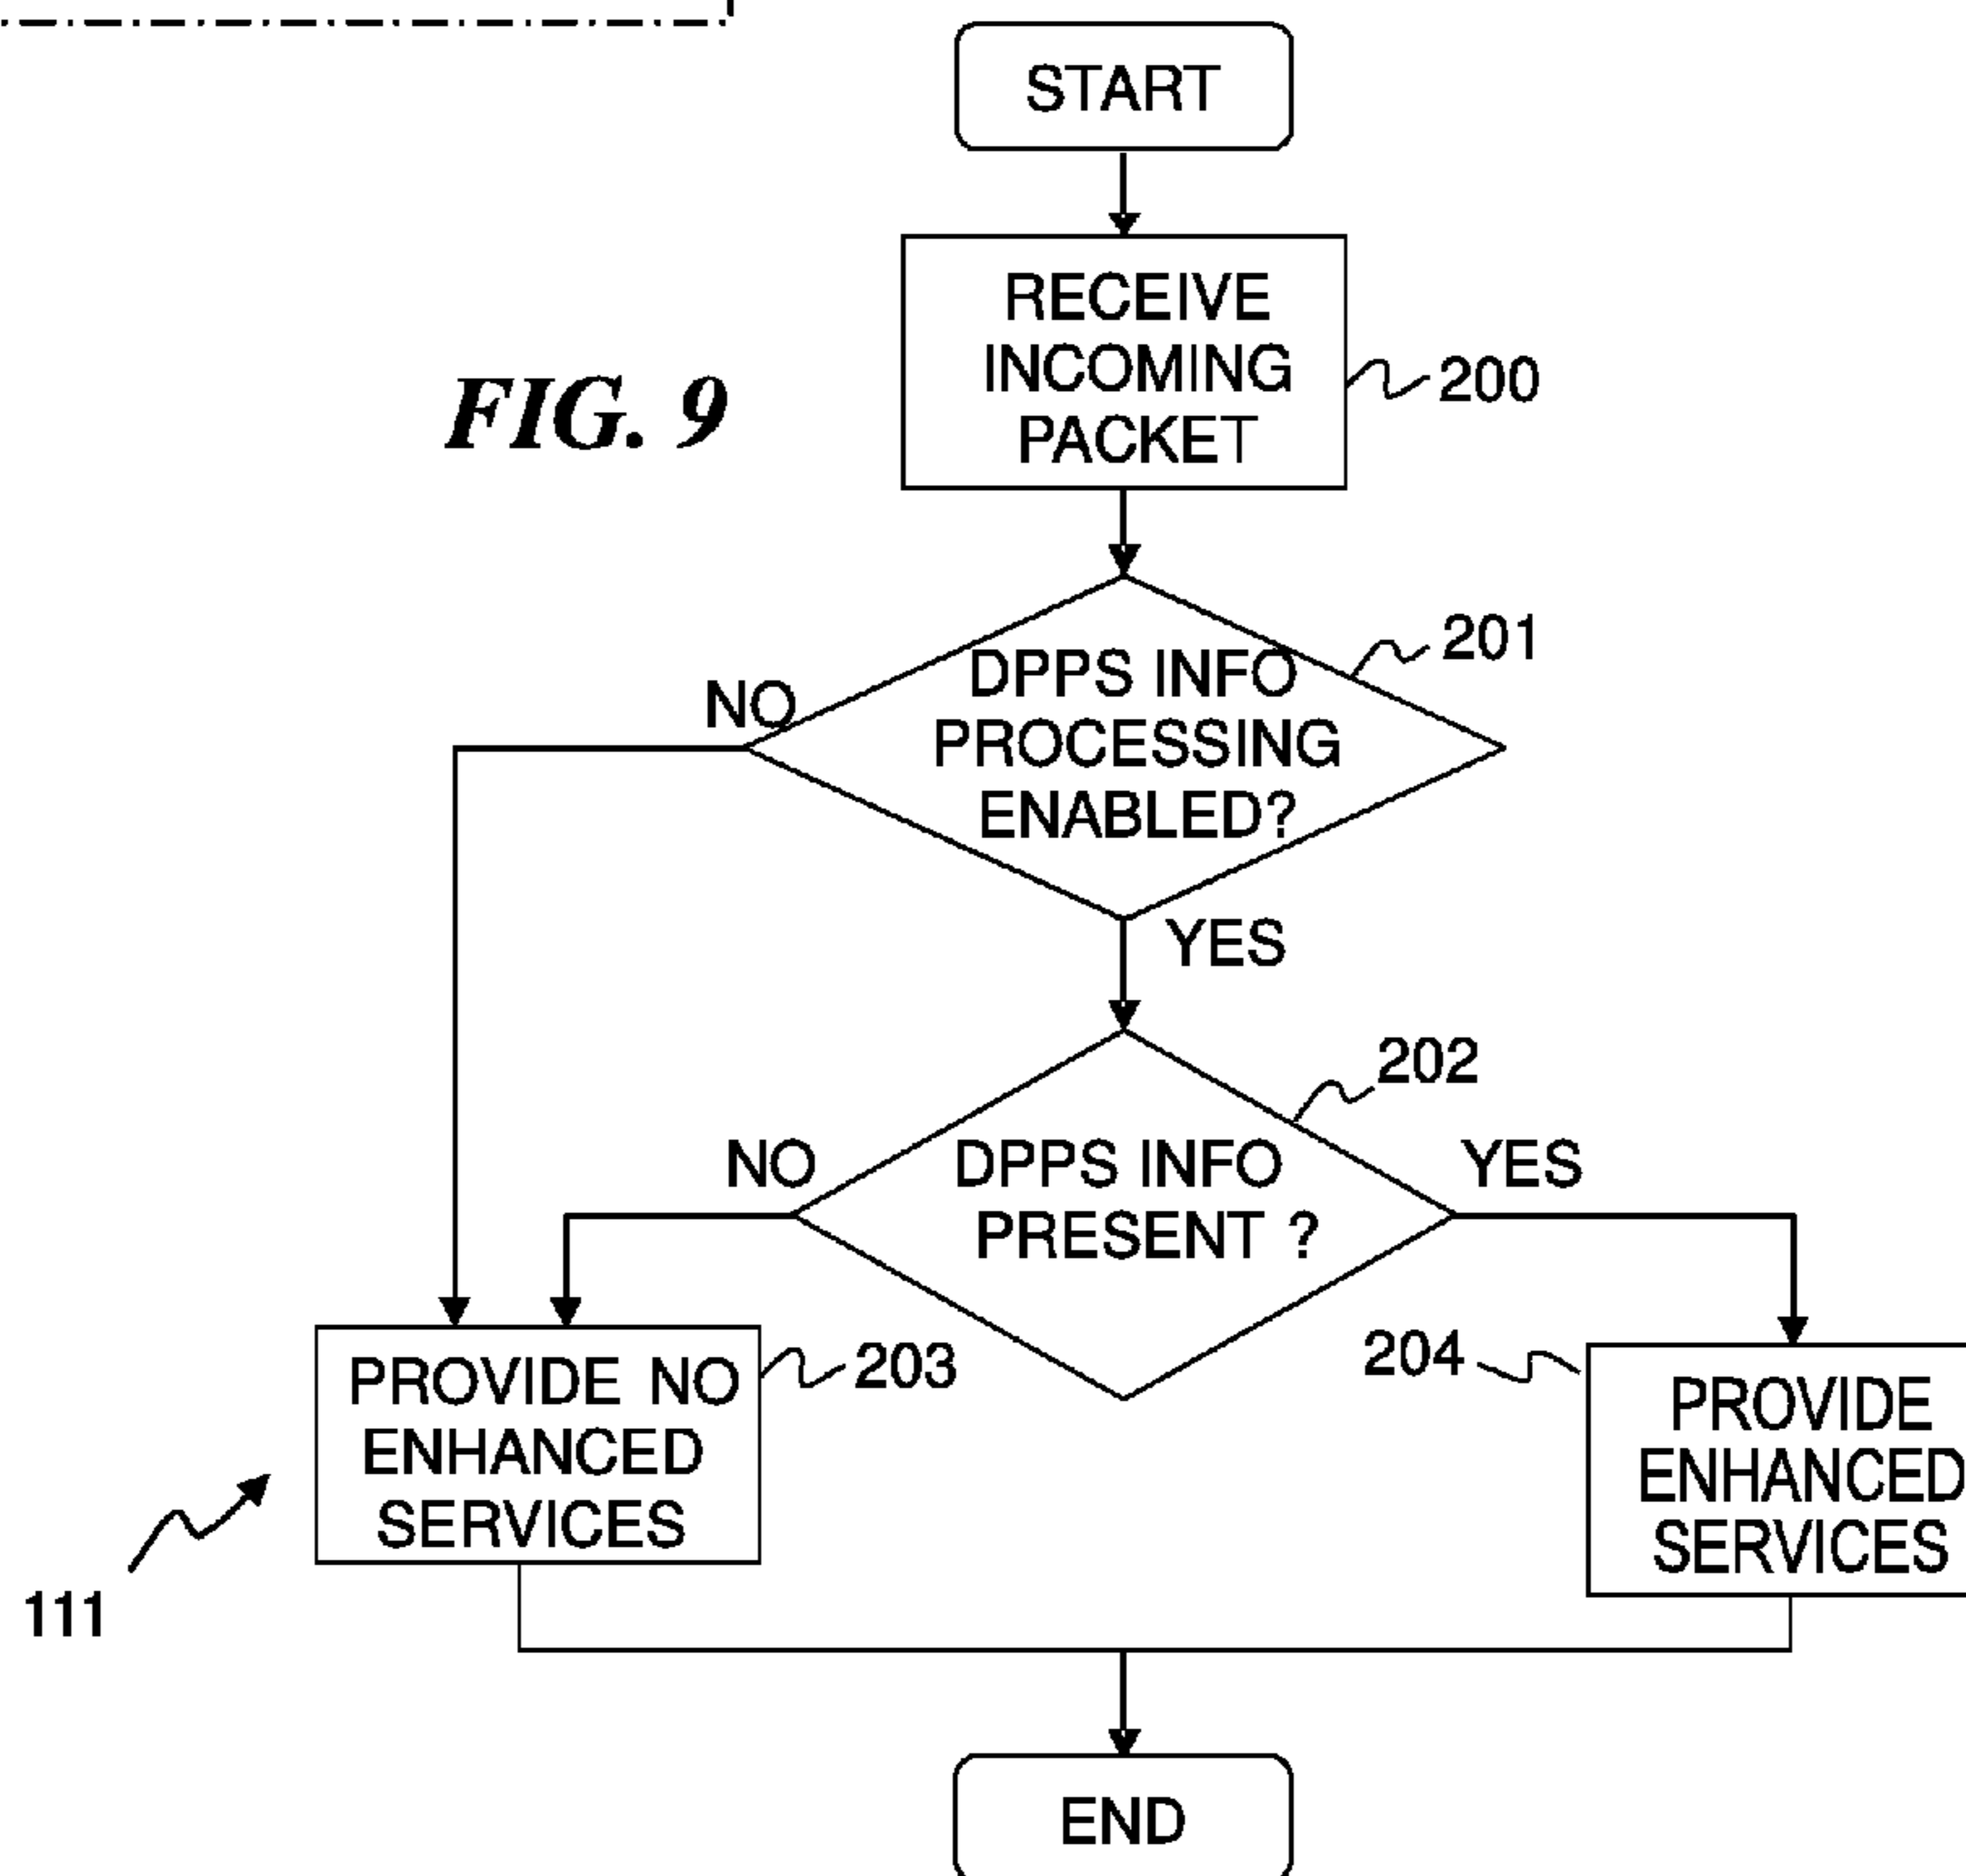 START
RECEIVE
INCOMING
PACKET
200
FIG. 9
201
DPPS INFO
PROCESSING
ENABLED?
NO
YES
202
DPPS INFO
PRESENT ?
NO
YES
PROVIDE NO
ENHANCED
SERVICES
203
204
PROVIDE
ENHANCED
SERVICES
111
END